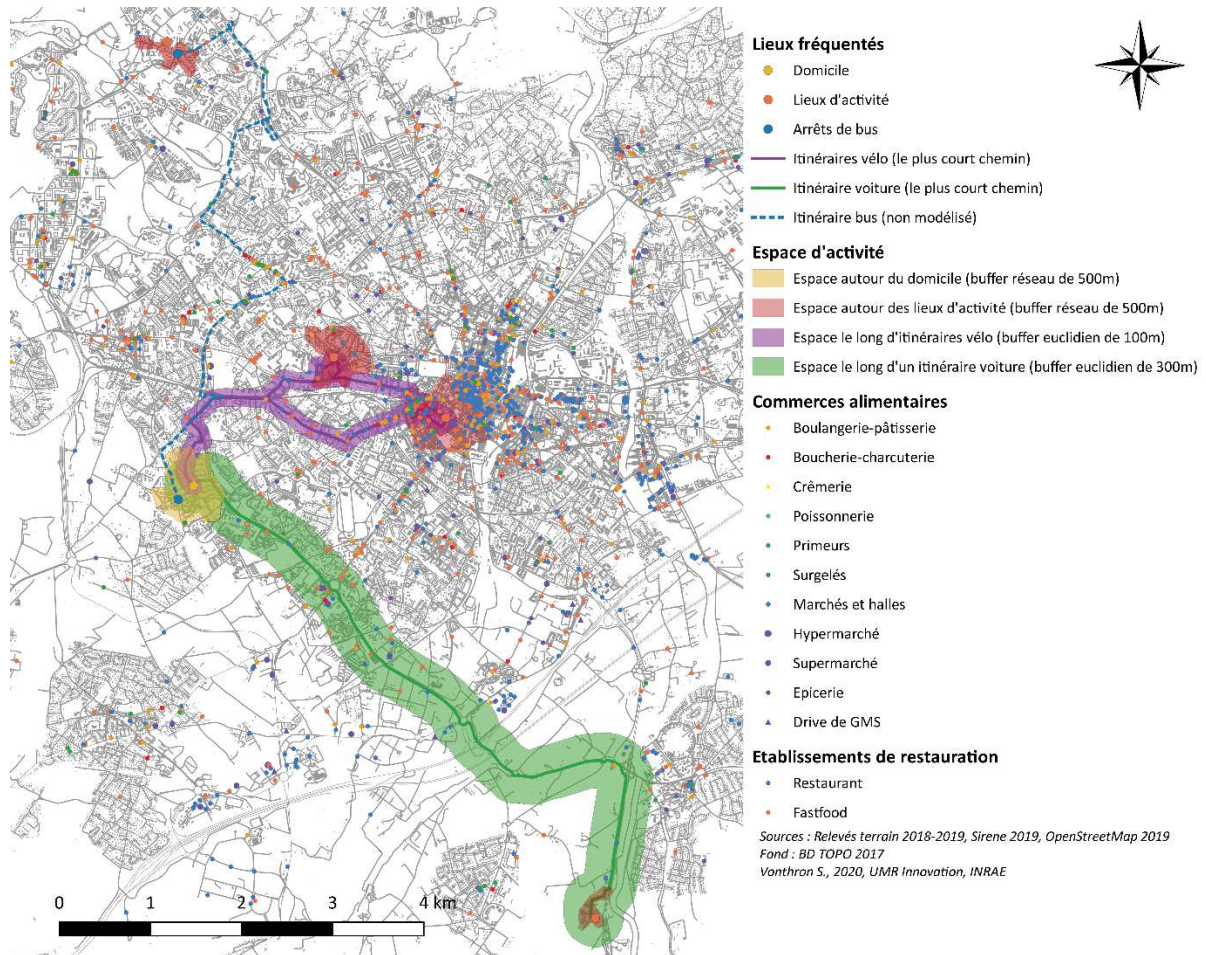 Lieux fréquentés
Domicile
Lieux d'activité
Arrêts de bus
Itinéraires vélo (le plus court chemin)
Itinéraire voiture (le plus court chemin)
Itinéraire bus (non modélisé)
Espace d'activité
Espace autour du domicile (buffer réseau de 500m)
Espace autour des lieux d'activité (buffer réseau de 500m)
Espace le long d'itinéraires vélo (buffer euclidien de 100m)
Espace le long d'un itinéraire voiture (buffer euclidien de 300m)
Commerces alimentaires
Boulangerie-pâtisserie
Boucherie-charcuterie
Crêmerie
Poissonnerie
Primeurs
Surgelés
Marchés et halles
Hypermarché
Supermarché
Epicerie
Drive de GMS
Etablissements de restauration
Restaurant
Fastfood
Sources : Relevés terrain 2018-2019, Sirene 2019, OpenStreetMap 2019
Fond : BD TOPO 2017
Vonthron S., 2020, UMR Innovation, INRAE
0 1 2 3 4 km